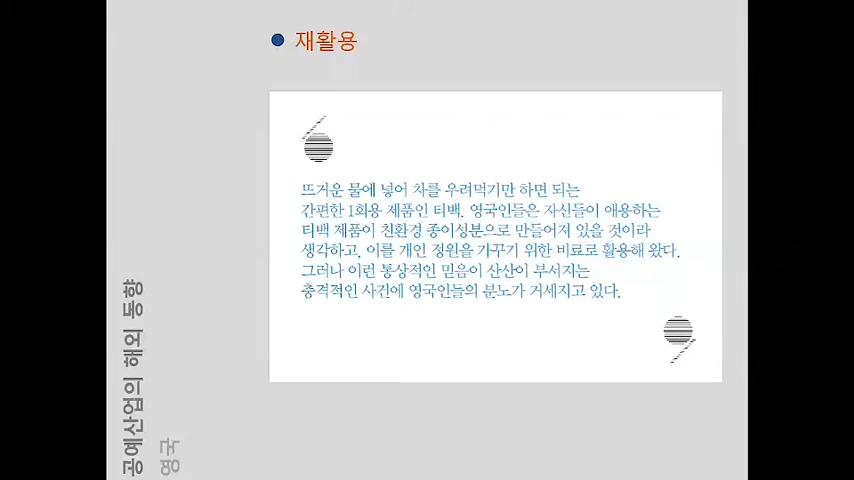 재활용
뜨거운 물에 넣어 차를 우려먹기만 하면 되는
간편한 1회용 제품인 티백. 영국인들은 자신들이 애용하는
티백 제품이 친환경 종이성분으로 만들어져 있을 것이라
생각하고, 이를 개인 정원을 가꾸기 위한 비료로 활용해 왔다.
그러나 이런 통상적인 믿음이 산산이 부서지는
충격적인 사건에 영국인들의 분노가 거세지고 있다.
공예산업의 해외 동향
영국